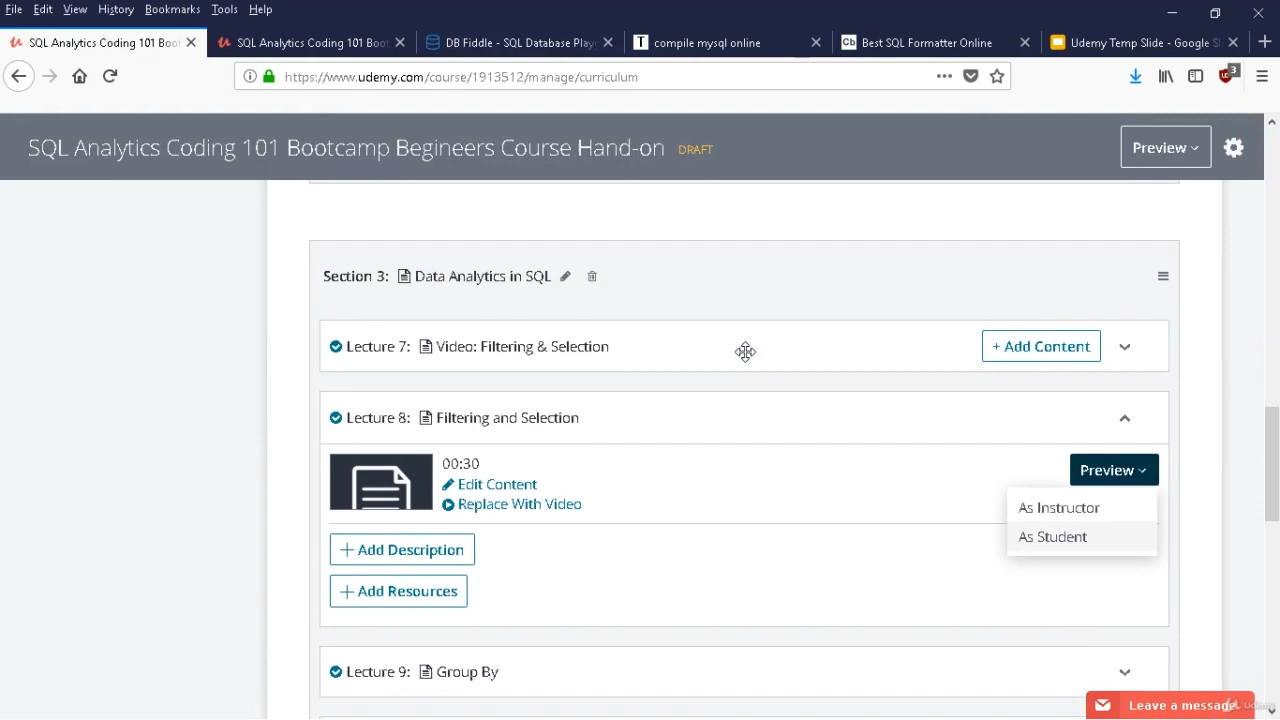 File Edit View History Bookmarks Tools Help
SQL Analytics Coding 101 Boot SQL Analytics Coding 101 Boot DB Fiddle - SQL Database Play compile mysql online Best SQL Formatter Online Udemy Temp Slide - Google S
https://www.udemy.com/course/1913512/manage/curriculum 3
SQL Analytics Coding 101 Bootcamp Begineers Course Hand-on DRAFT Preview
Section 3: Data Analytics in SQL
Lecture 7: Video: Filtering & Selection + Add Content
Lecture 8: Filtering and Selection
00:30
Edit Content
Preview
Replace With Video
As Instructor
As Student
+ Add Description
+ Add Resources
Lecture 9: Group By
Leave a message
Udemy